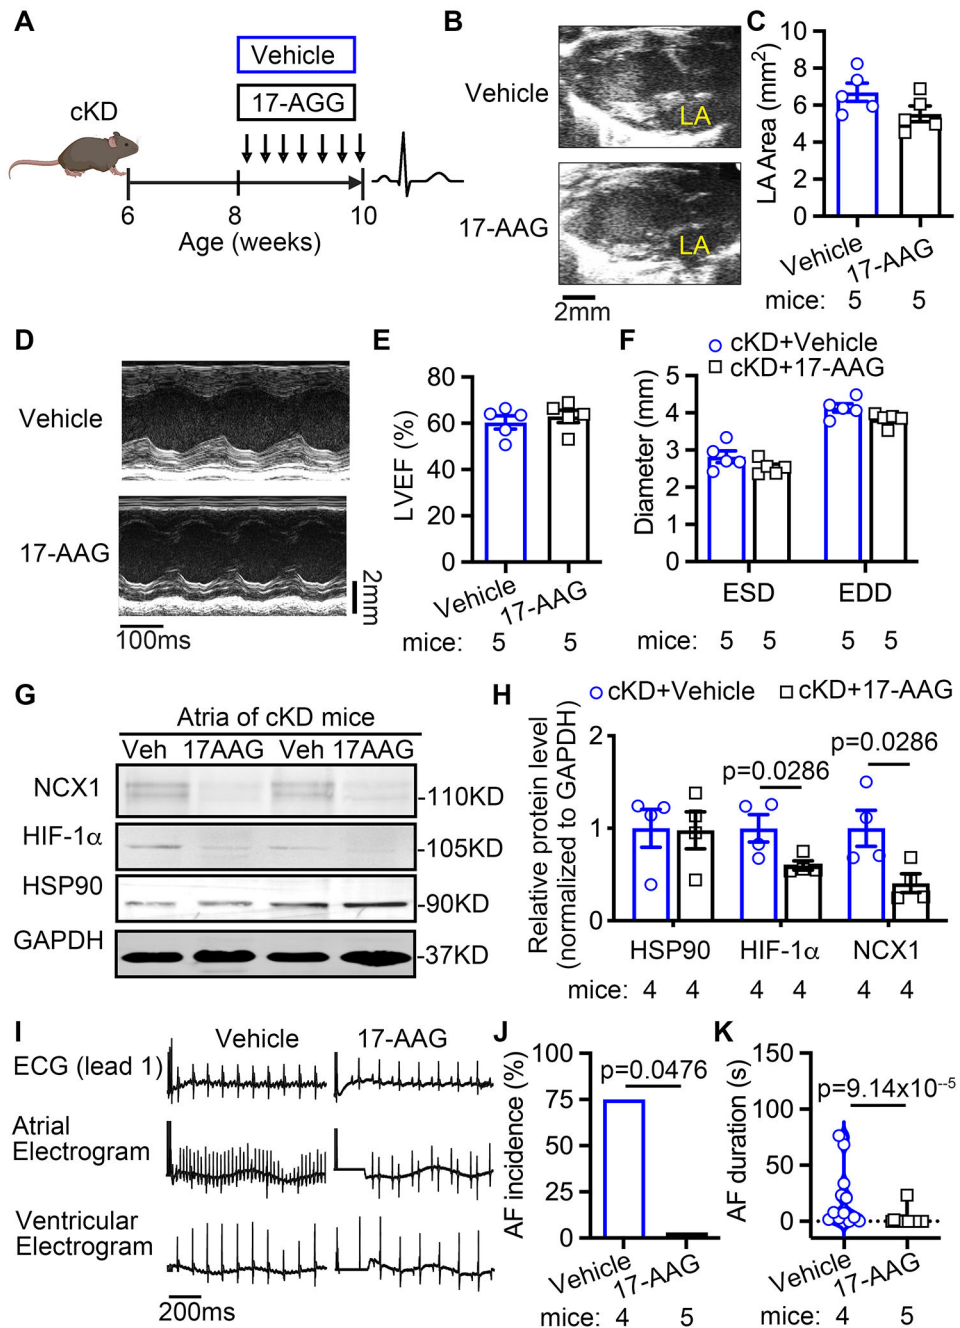 A
cKD
Vehicle
17-AGG
6
8
10
Age (weeks)
B
Vehicle
LA
17-AAG
LA
2mm
C
LA Area (mm²)
10
8
6
4
2
0
Vehicle
17-AAG
mice: 5 5
D
Vehicle
17-AAG
2mm
100ms
E
LVEF (%)
80
60
40
20
0
Vehicle
17-AAG
mice: 5 5
F
cKD+Vehicle
cKD+17-AAG
Diameter (mm)
5
4
3
2
1
0
ESD EDD
mice: 5 5 5 5
G
Atria of cKD mice
Veh 17AAG Veh 17AAG
NCX1 -110KD
HIF-1α -105KD
HSP90 -90KD
GAPDH -37KD
H
cKD+Vehicle cKD+17-AAG
Relative protein level
(normalized to GAPDH)
2
1
0
p=0.0286
p=0.0286
HSP90 HIF-1α NCX1
mice: 4 4 4 4 4 4
I
Vehicle 17-AAG
ECG (lead 1)
Atrial
Electrogram
Ventricular
Electrogram
200ms
J
AF incidence (%)
100
75
50
25
0
p=0.0476
Vehicle
17-AAG
mice: 4 5
K
AF duration (s)
150
100
50
0
p=9.14x10⁻⁻⁵
Vehicle
17-AAG
mice: 4 5